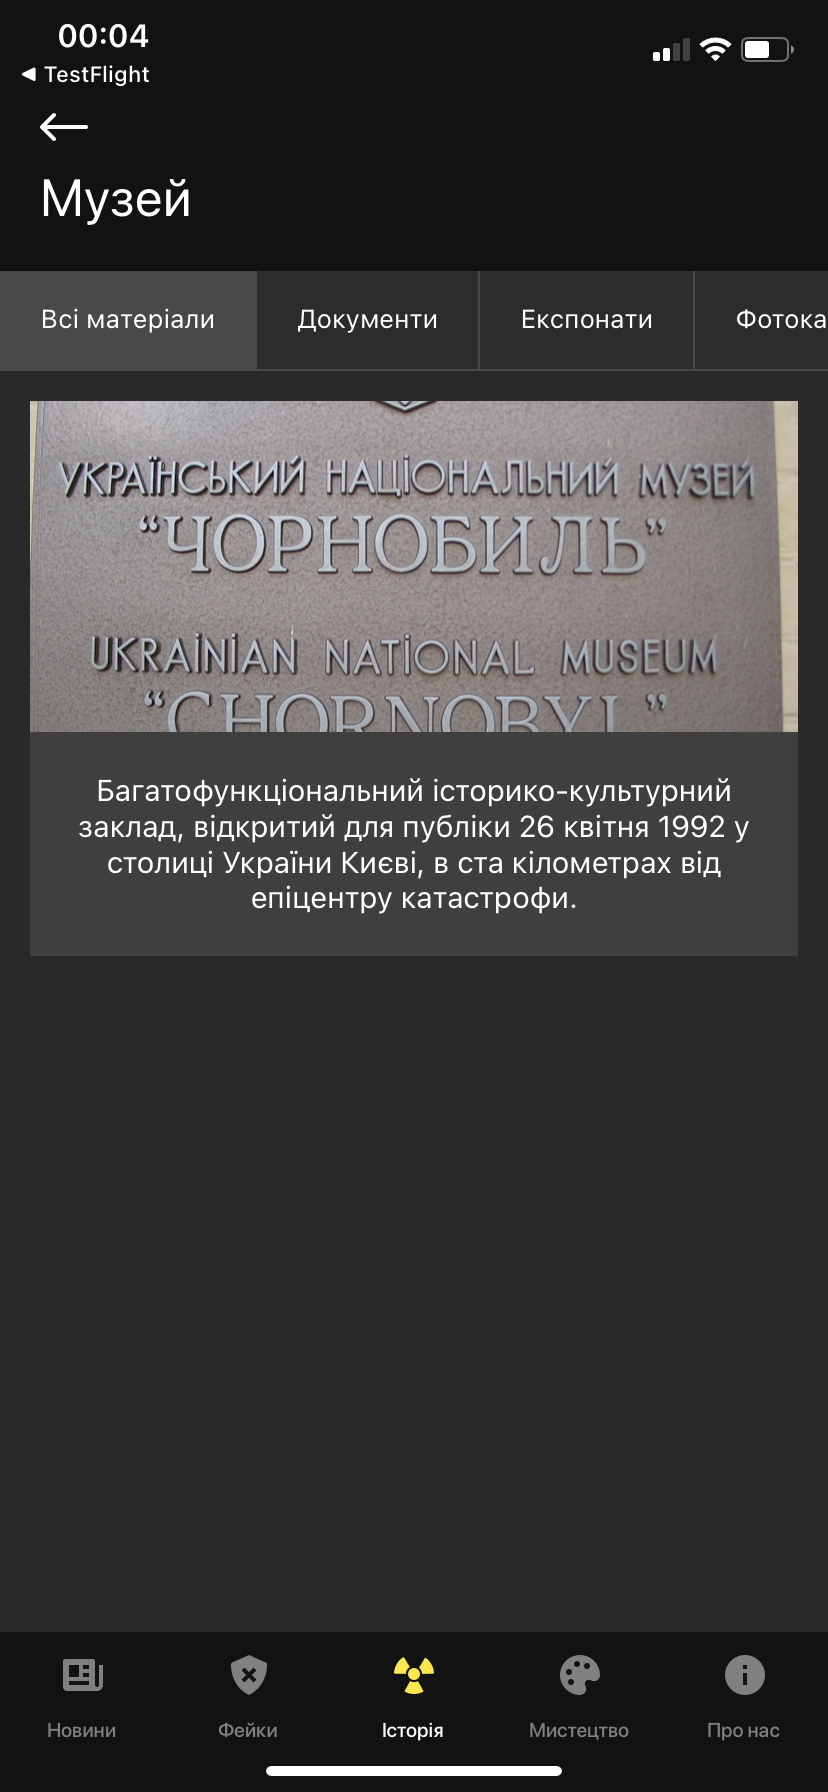 00:04
TestFlight
Музей
Всі матеріали
Документи
Експонати
Фотока
УКРАЇНСЬКИЙ НАЦІОНАЛЬНИЙ МУЗЕЙ
“ЧОРНОБИЛЬ”
UKRAINIAN NATIONAL MUSEUM
“CHORNOBYL”
Багатофункціональний історико-культурний
заклад, відкритий для публіки 26 квітня 1992 у
столиці України Києві, в ста кілометрах від
епіцентру катастрофи.
Новини
Фейки
Історія
Мистецтво
Про нас